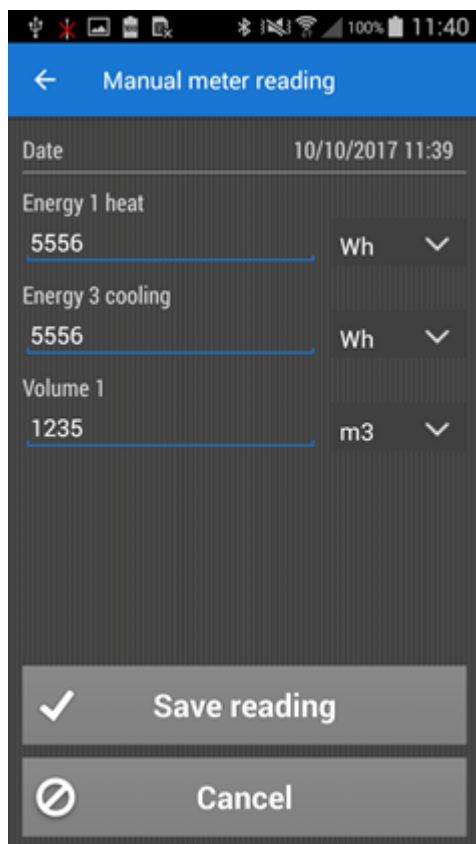 100% 11:40
Manual meter reading
Date 10/10/2017 11:39
Energy 1 heat
5556 Wh
Energy 3 cooling
5556 Wh
Volume 1
1235 m3
Save reading
Cancel